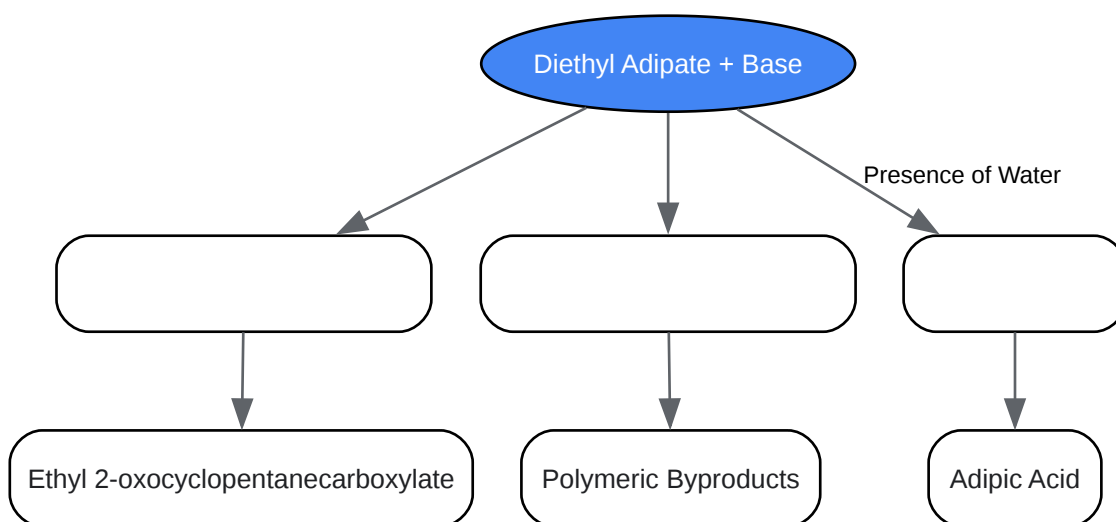 Diethyl Adipate + Base
Presence of Water
Ethyl 2-oxocyclopentanecarboxylate
Polymeric Byproducts
Adipic Acid